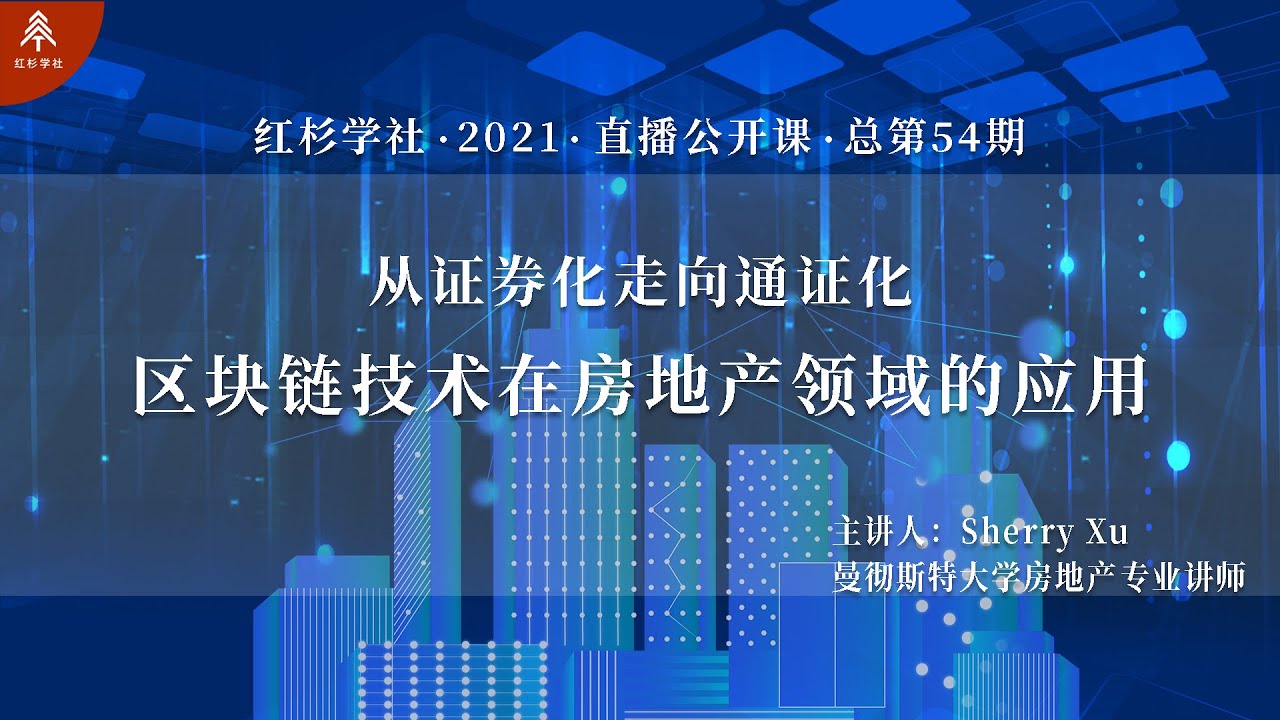 红杉学社
红杉学社·2021·直播公开课·总第54期
从证券化走向通证化
区块链技术在房地产领域的应用
主讲人：Sherry Xu
曼彻斯特大学房地产专业讲师